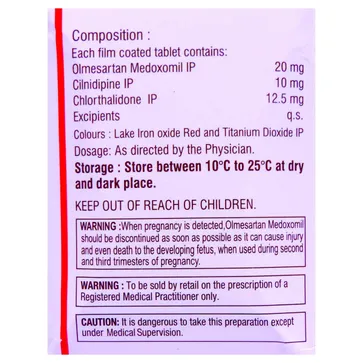 Composition :
Each film coated tablet contains:
Olmesartan Medoxomil IP 20 mg
Cilnidipine IP 10 mg
Chlorthalidone IP 12.5 mg
Excipients q.s.
Colours : Lake Iron oxide Red and Titanium Dioxide IP
Dosage: As directed by the Physician.
Storage : Store between 10°C to 25°C at dry
and dark place.
KEEP OUT OF REACH OF CHILDREN.
WARNING :When pregnancy is detected,Olmesartan Medoxomil
should be discontinued as soon as possible as it can cause injury
and even death to the developing fetus, when used during second
and third trimesters of pregnancy.
WARNING : To be sold by retail on the prescription of a
Registered Medical Practitioner only.
CAUTION: It is dangerous to take this preparation except
under Medical Supervision.